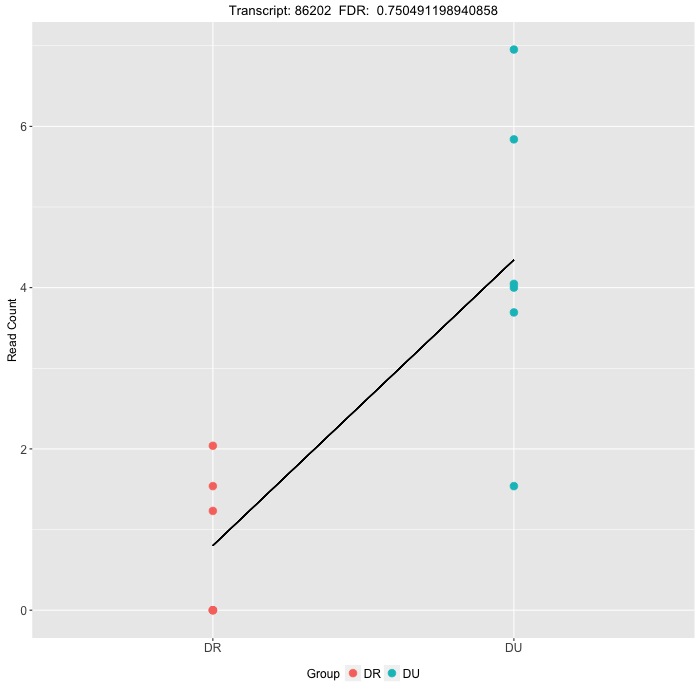 Transcript: 86202  FDR:  0.750491198940858
Read Count
6
4
2
0
DR DU
Group DR DU